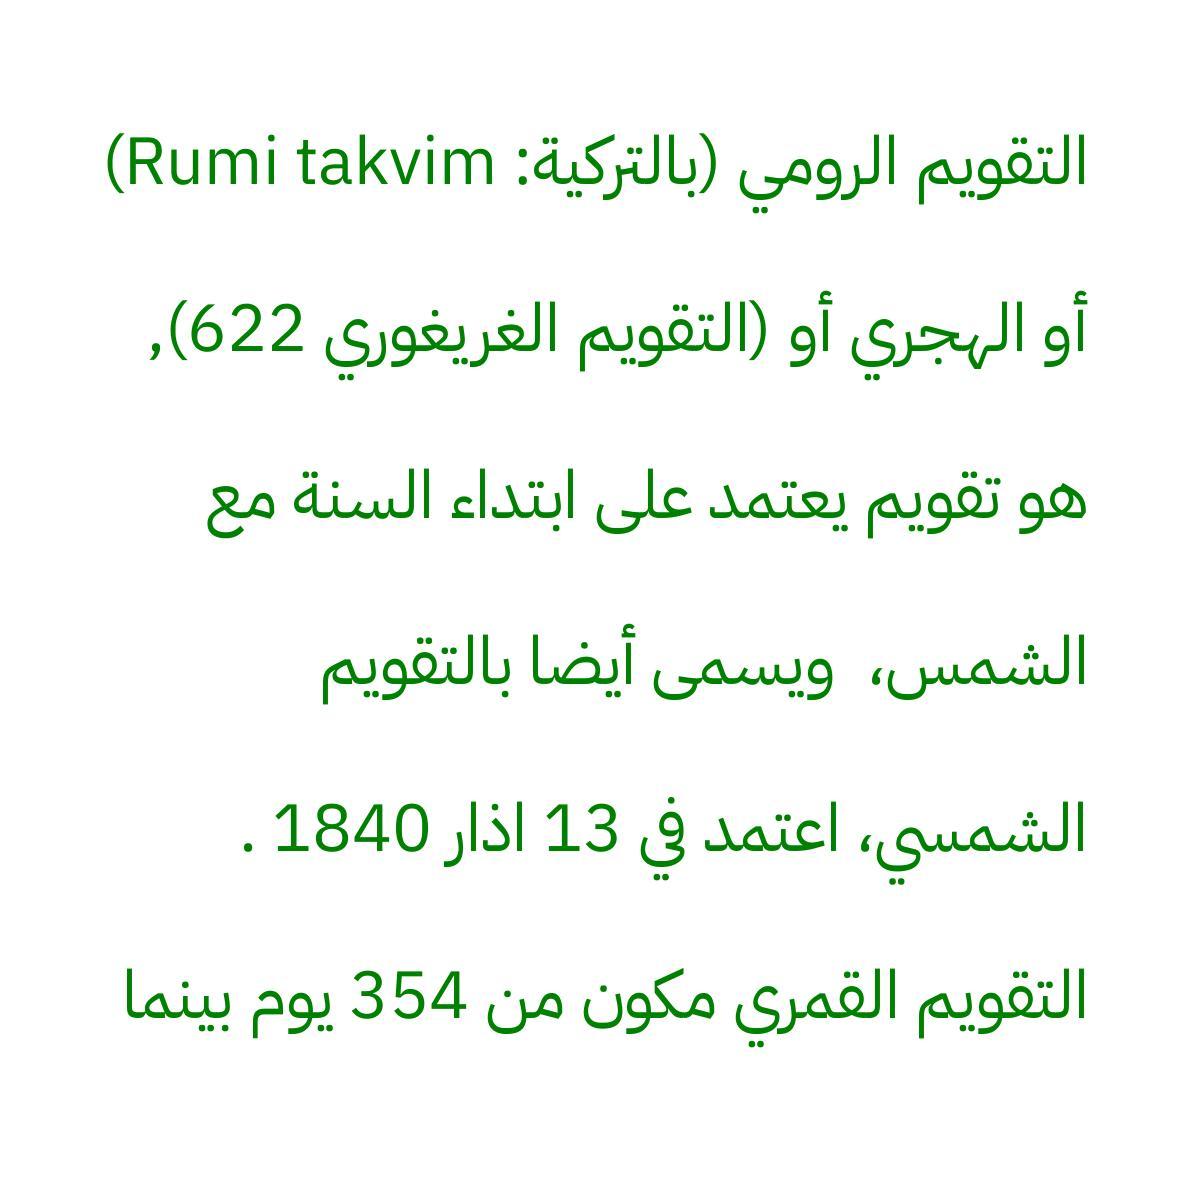 التقويم الرومي (بالتركية: Rumi takvim)
أو الهجري أو (التقويم الغريغوري 622),
هو تقويم يعتمد على ابتداء السنة مع
الشمس،  ويسمى أيضا بالتقويم
الشمسي، اعتمد في 13 اذار 1840 .
التقويم القمري مكون من 354 يوم بينما